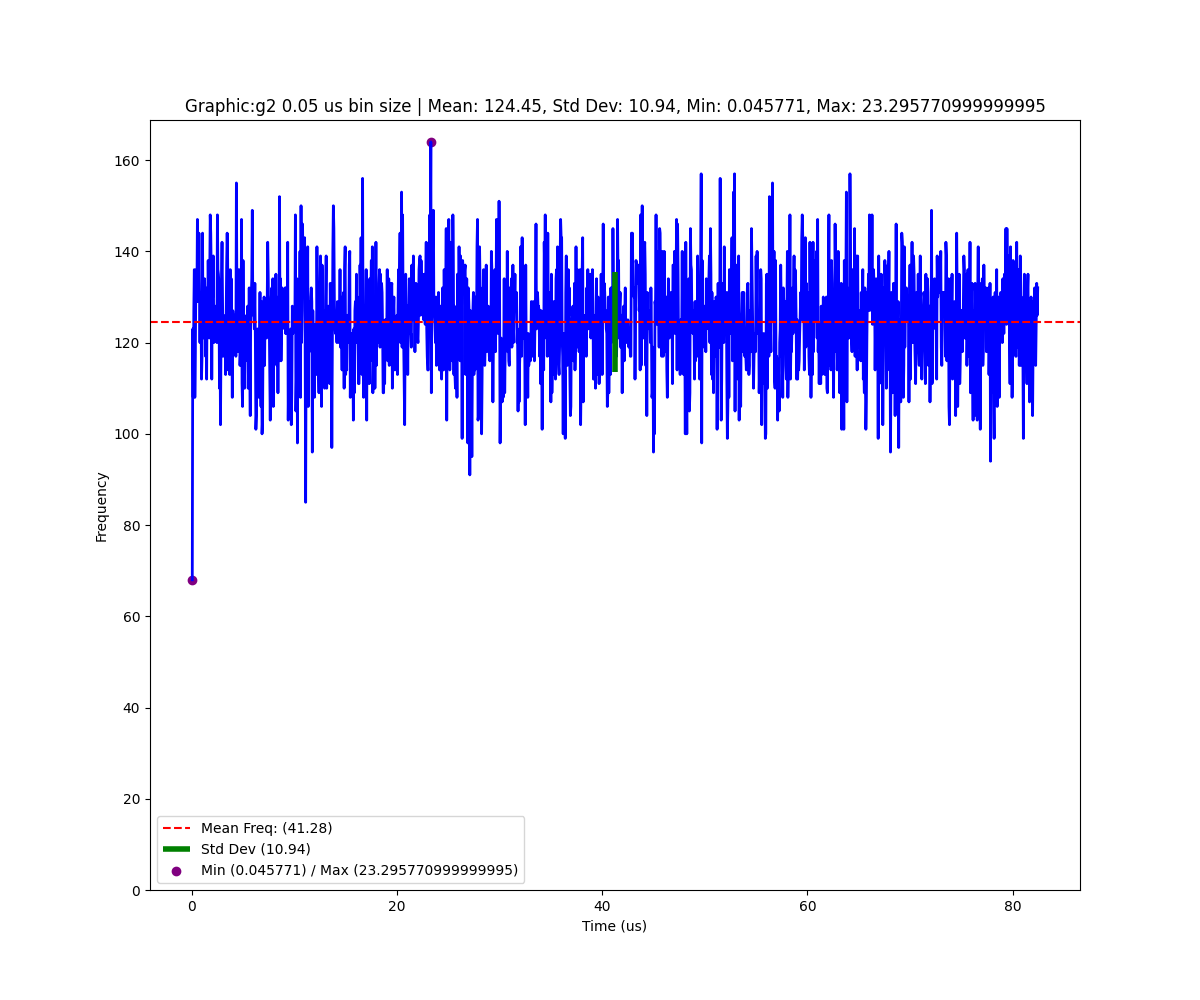 Graphic:g2 0.05 us bin size | Mean: 124.45, Std Dev: 10.94, Min: 0.045771, Max: 23.295770999999995
160
140
120
100
80
60
40
20
0
Frequency
Mean Freq: (41.28)
Std Dev (10.94)
Min (0.045771) / Max (23.295770999999995)
0 20 40 60 80
Time (us)